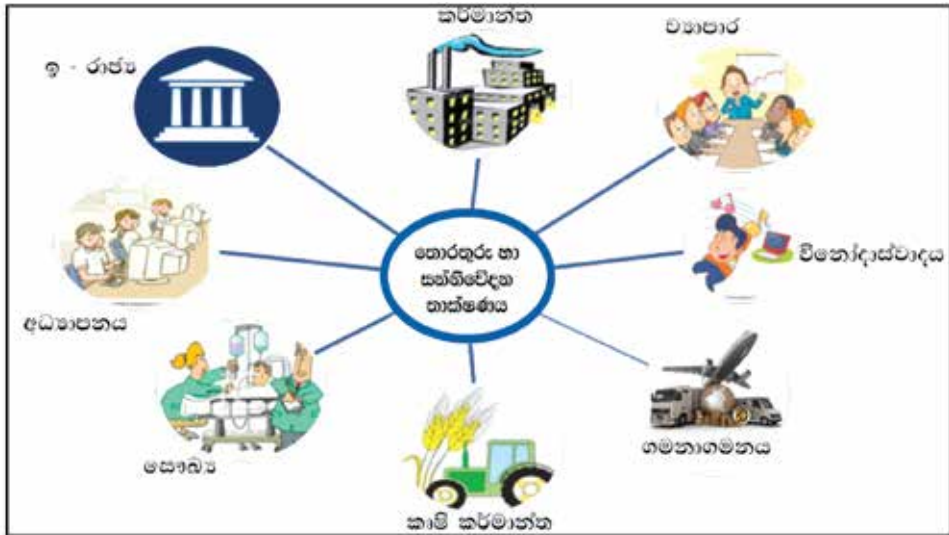 කර්මාන්ත
ව්‍යාපාර
ඉ - රාජ්‍ය
තොරතුරු හා
සන්නිවේදන
තාක්ෂණය
විනෝදාස්වාදය
අධ්‍යාපනය
ගමනාගමනය
සෞඛ්‍ය
කෘෂි කර්මාන්ත